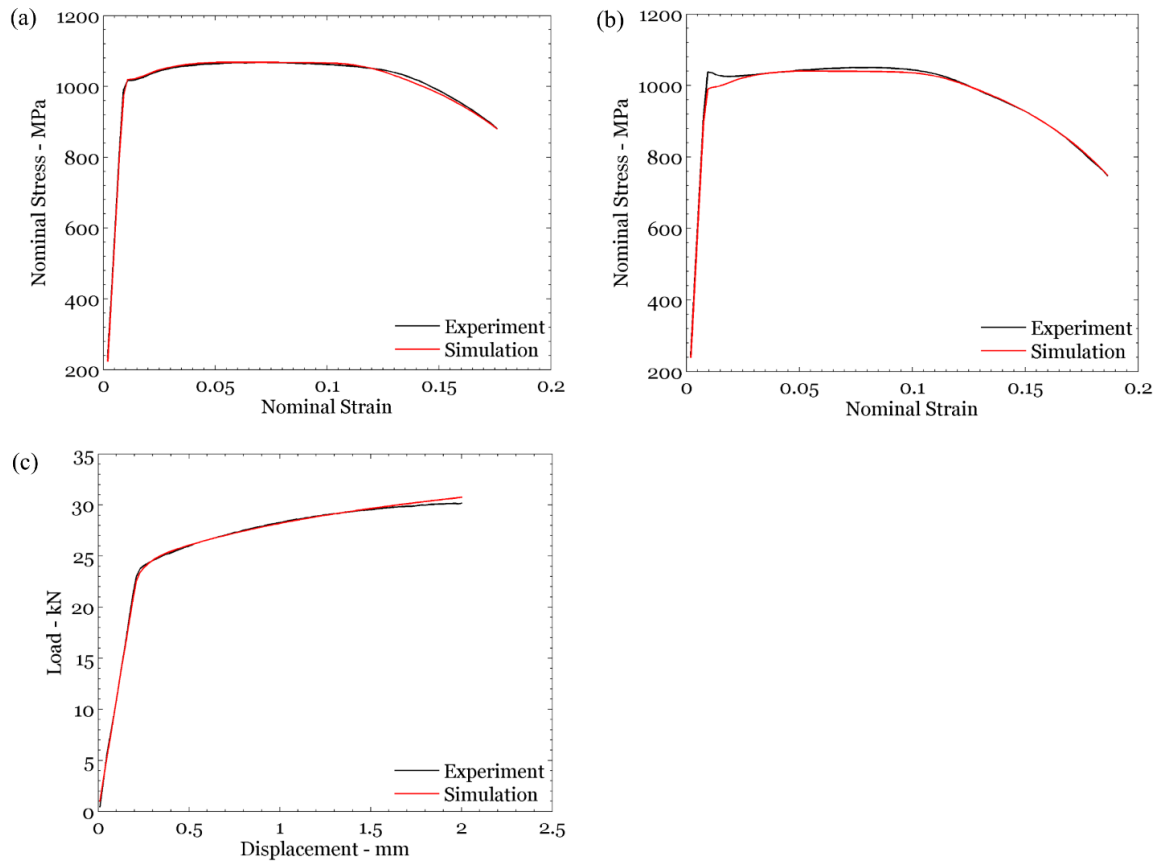 (a)
1200
1000
800
600
400
200
Nominal Stress - MPa
Experiment
Simulation
0.05
0.1
0.15
0.2
Nominal Strain
(b)
1200
1000
800
600
400
200
Nominal Stress - MPa
Experiment
Simulation
0
0.05
0.1
0.15
0.2
Nominal Strain
(c)
35
30
25
20
15
10
5
0
Load - kN
Experiment
Simulation
0
0.5
1
1.5
2
2.5
Displacement - mm